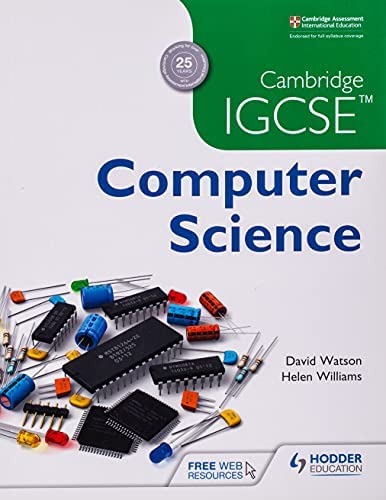 Cambridge Assessment
International Education
Endorsed for full syllabus coverage
25
YEARS
Cambridge
IGCSE™
Computer
Science
David Watson
Helen Williams
FREE WEB
RESOURCES
HODDER
EDUCATION